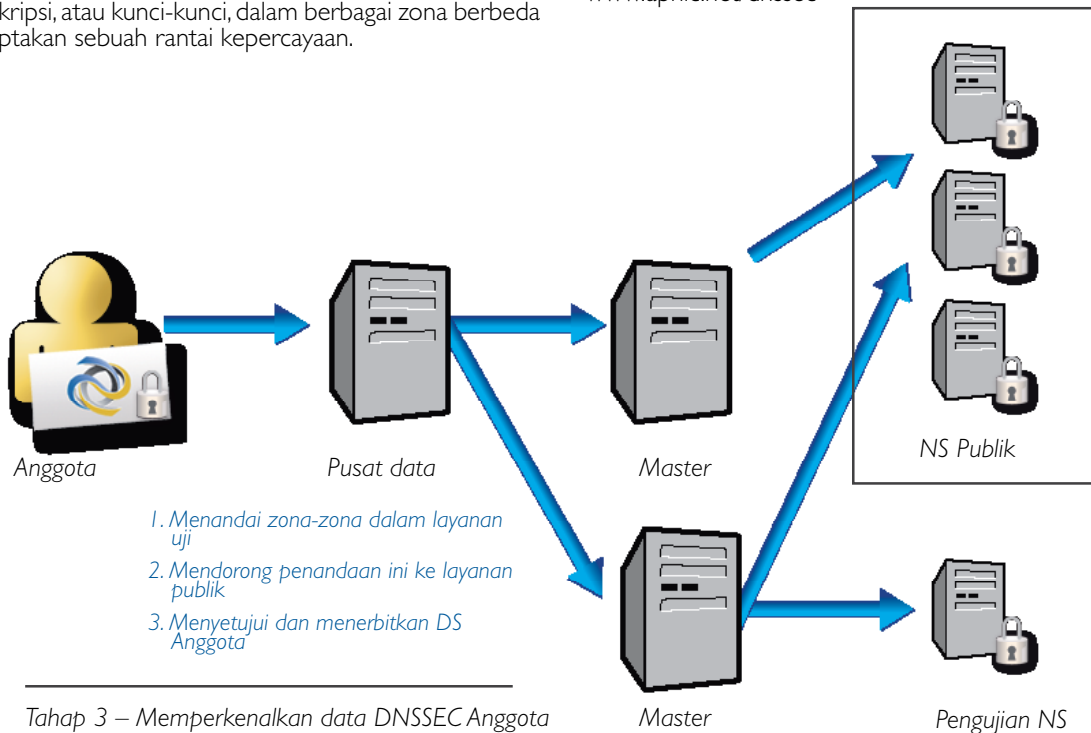 kripsi, atau kunci-kunci, dalam berbagai zona berbeda
ptakan sebuah rantai kepercayaan.
Anggota
Pusat data
Master
NS Publik
1. Menandai zona-zona dalam layanan
uji
2. Mendorong penandaan ini ke layanan
publik
3. Menyetujui dan menerbitkan DS
Anggota
Tahap 3 – Memperkenalkan data DNSSEC Anggota
Master
Pengujian NS